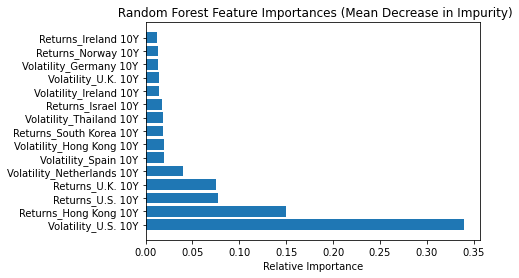 Random Forest Feature Importances (Mean Decrease in Impurity)
Returns_Ireland 10Y
Returns_Norway 10Y
Volatility_Germany 10Y
Volatility_U.K. 10Y
Volatility_Ireland 10Y
Returns_Israel 10Y
Volatility_Thailand 10Y
Returns_South Korea 10Y
Volatility_Hong Kong 10Y
Volatility_Spain 10Y
Volatility_Netherlands 10Y
Returns_U.K. 10Y
Returns_U.S. 10Y
Returns_Hong Kong 10Y
Volatility_U.S. 10Y
0.00 0.05 0.10 0.15 0.20 0.25 0.30 0.35
Relative Importance